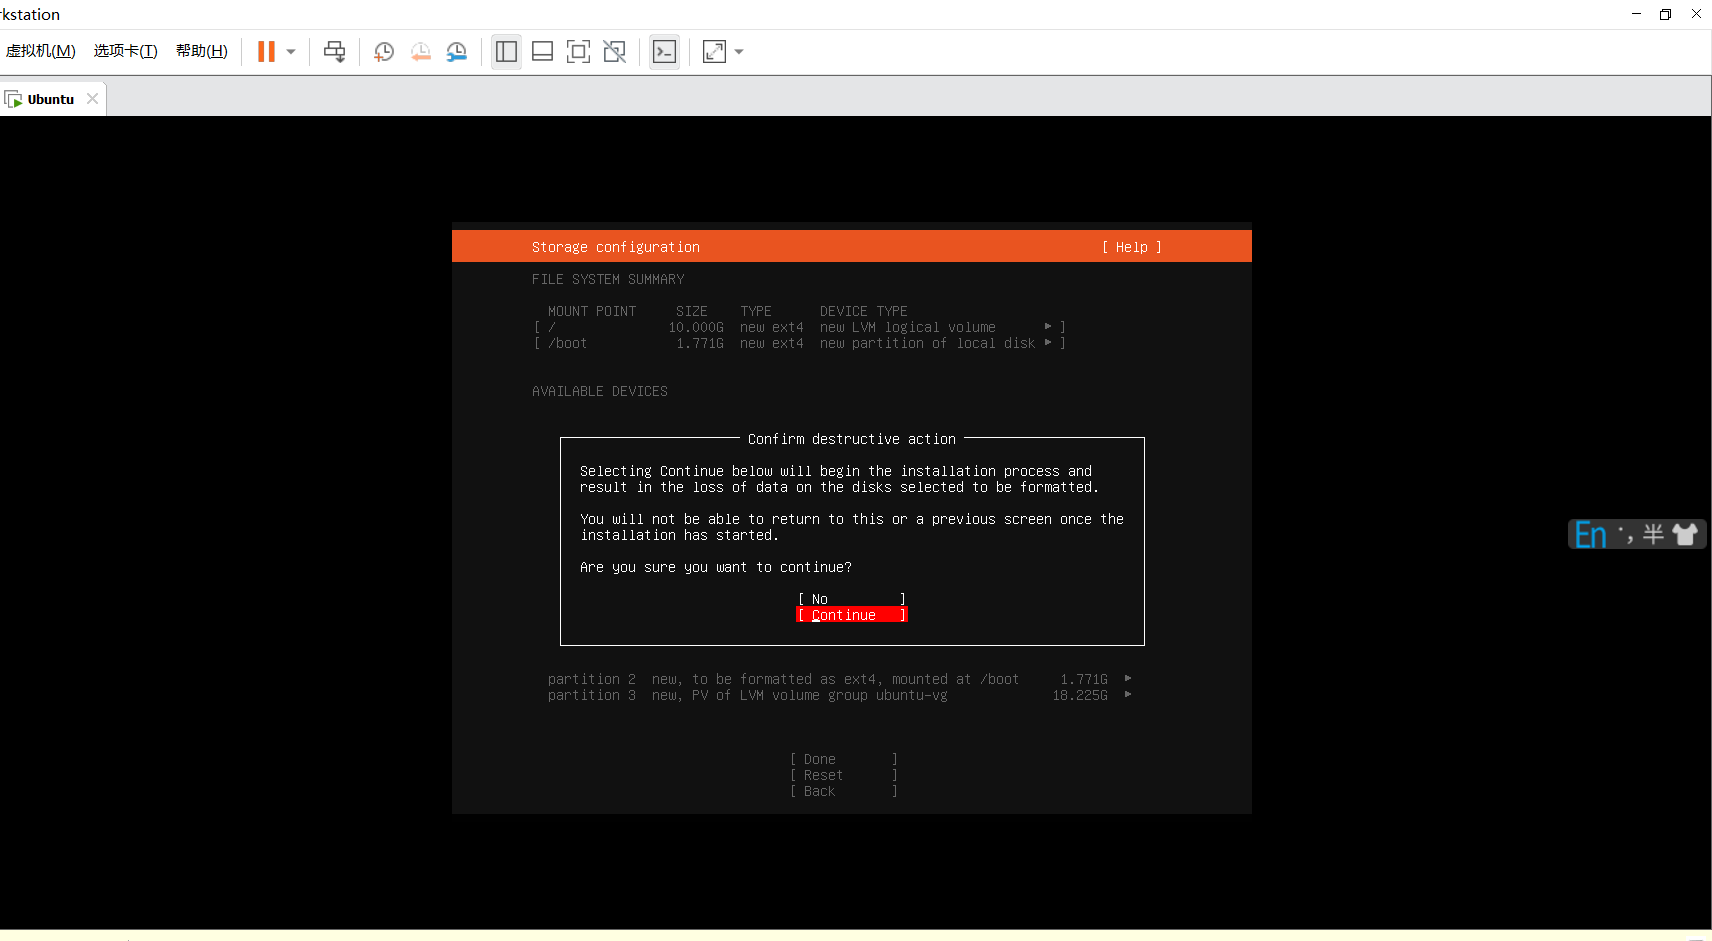 rkstation
虚拟机(M) 选项卡(T) 帮助(H)
Ubuntu
Storage configuration [ Help ]
FILE SYSTEM SUMMARY
MOUNT POINT SIZE TYPE DEVICE TYPE
[ / 10.000G new ext4 new LVM logical volume ▸ ]
[ /boot 1.771G new ext4 new partition of local disk ▸ ]
AVAILABLE DEVICES
Confirm destructive action
Selecting Continue below will begin the installation process and
result in the loss of data on the disks selected to be formatted.
You will not be able to return to this or a previous screen once the
installation has started.
Are you sure you want to continue?
[ No ]
[ Continue ]
En ·, 半
partition 2 new, to be formatted as ext4, mounted at /boot 1.771G ▸
partition 3 new, PV of LVM volume group ubuntu-vg 18.225G ▸
[ Done ]
[ Reset ]
[ Back ]